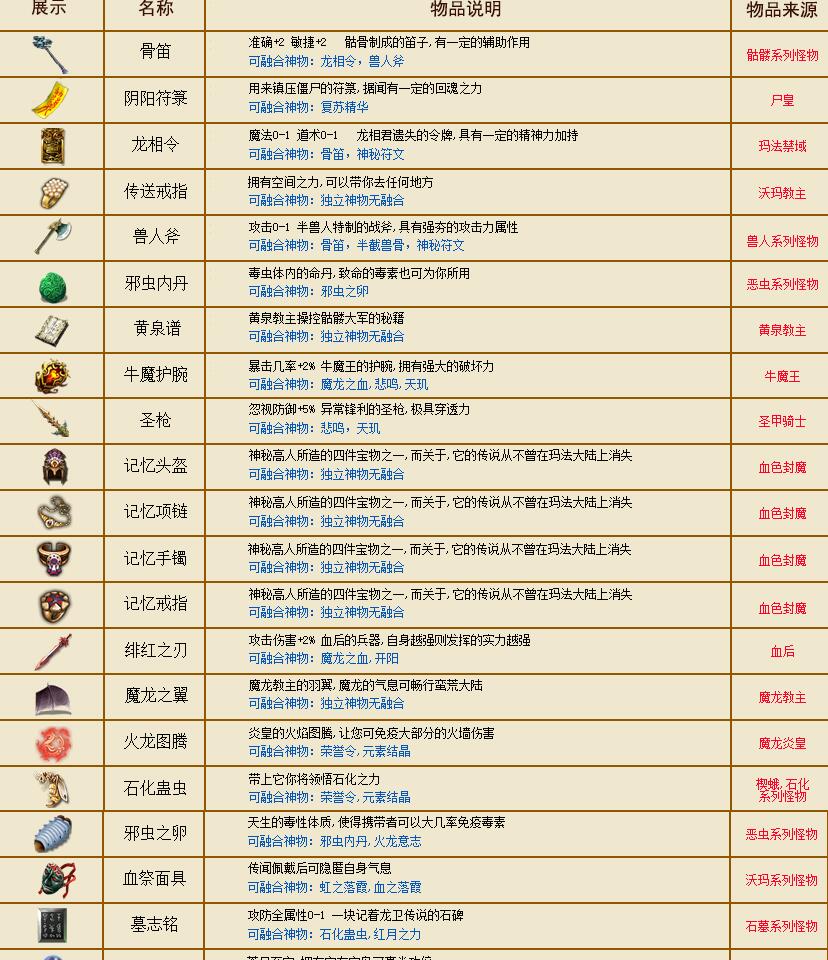 展示 名称 物品说明 物品来源
骨笛 准确+2 敏捷+2 骷骨制成的笛子,有一定的辅助作用
可融合神物: 龙相令, 兽人斧 骷髅系列怪物
阴阳符箓 用来镇压僵尸的符箓,据闻有一定的回魂之力
可融合神物: 复苏精华 尸皇
龙相令 魔法0-1 道术0-1 龙相君遗失的令牌,具有一定的精神力加持
可融合神物: 骨笛, 神秘符文 玛法禁域
传送戒指 拥有空间之力,可以带你去任何地方
可融合神物: 独立神物无融合 沃玛教主
兽人斧 攻击0-1 半兽人特制的战斧,具有强夯的攻击力属性
可融合神物: 骨笛, 半截兽骨, 神秘符文 兽人系列怪物
邪虫内丹 毒虫体内的命丹,致命的毒素也可为你所用
可融合神物: 邪虫之卵 恶虫系列怪物
黄泉谱 黄泉教主操控骷髅大军的秘籍
可融合神物: 独立神物无融合 黄泉教主
牛魔护腕 暴击几率+2% 牛魔王的护腕,拥有强大的破坏力
可融合神物: 魔龙之血,悲鸣,天玑 牛魔王
圣枪 忽视防御+5% 异常锋利的圣枪,极具穿透力
可融合神物: 悲鸣, 天玑 圣甲骑士
记忆头盔 神秘高人所造的四件宝物之一,而关于,它的传说从不曾在玛法大陆上消失
可融合神物: 独立神物无融合 血色封魔
记忆项链 神秘高人所造的四件宝物之一,而关于,它的传说从不曾在玛法大陆上消失
可融合神物: 独立神物无融合 血色封魔
记忆手镯 神秘高人所造的四件宝物之一,而关于,它的传说从不曾在玛法大陆上消失
可融合神物: 独立神物无融合 血色封魔
记忆戒指 神秘高人所造的四件宝物之一,而关于,它的传说从不曾在玛法大陆上消失
可融合神物: 独立神物无融合 血色封魔
绯红之刃 攻击伤害+2% 血后的兵器,自身越强则发挥的实力越强
可融合神物: 魔龙之血,开阳 血后
魔龙之翼 魔龙教主的羽翼,魔龙的气息可畅行蛮荒大陆
可融合神物: 独立神物无融合 魔龙教主
火龙图腾 炎皇的火焰图腾,让您可免疫大部分的火墙伤害
可融合神物: 荣誉令,元素结晶 魔龙炎皇
石化蛊虫 带上它你将领悟石化之力
可融合神物: 荣誉令,元素结晶 楔蛾,石化
系列怪物
邪虫之卵 天生的毒性体质,使得携带者可以大几率免疫毒素
可融合神物: 邪虫内丹,火龙意志 恶虫系列怪物
血祭面具 传闻佩戴后可隐匿自身气息
可融合神物: 虹之落霞,血之落霞 沃玛系列怪物
墓志铭 攻防全属性0-1 一块记着龙卫传说的石碑
可融合神物: 石化蛊虫,红月之力 石墓系列怪物